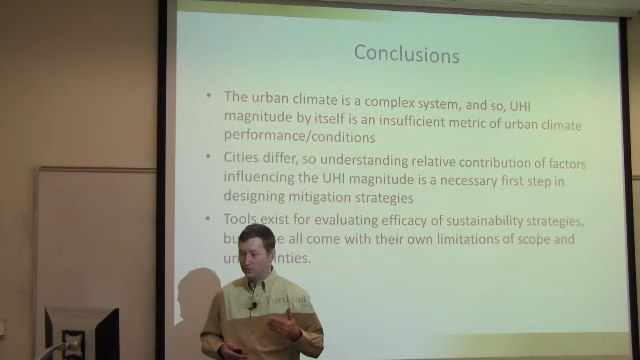 Conclusions
• The urban climate is a complex system, and so, UHI
magnitude by itself is an insufficient metric of urban climate
performance/conditions
• Cities differ, so understanding relative contribution of factors
influencing the UHI magnitude is a necessary first step in
designing mitigation strategies
• Tools exist for evaluating efficacy of sustainability strategies,
all come with their own limitations of scope and
Portland